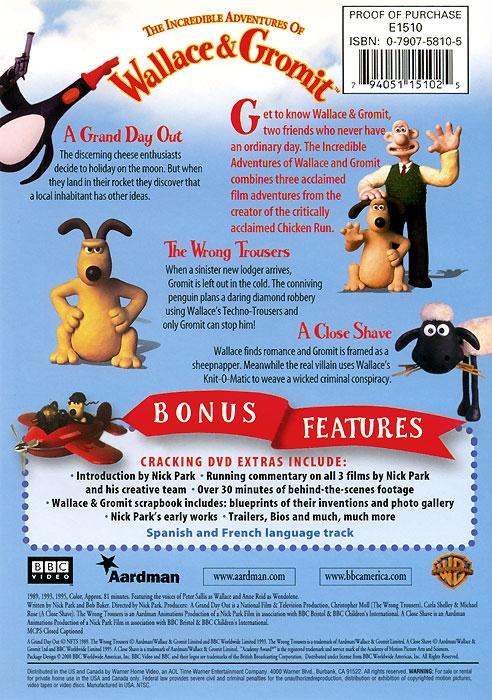 THE INCREDIBLE ADVENTURES OF
Wallace & Gromit™
PROOF OF PURCHASE
E1510
ISBN: 0-7907-5810-5
7 94051 15102 5
A Grand Day Out
The discerning cheese enthusiasts
decide to holiday on the moon. But when
they land in their rocket they discover that
a local inhabitant has other ideas.
Get to know Wallace & Gromit,
two friends who never have
an ordinary day. The Incredible
Adventures of Wallace and Gromit
combines three acclaimed
film adventures from the
creator of the critically
acclaimed Chicken Run.
The Wrong Trousers
When a sinister new lodger arrives,
Gromit is left out in the cold. The conniving
penguin plans a daring diamond robbery
using Wallace's Techno-Trousers and
only Gromit can stop him!
A Close Shave
Wallace finds romance and Gromit is framed as a
sheepnapper. Meanwhile the real villain uses Wallace's
Knit-O-Matic to weave a wicked criminal conspiracy.
BONUS FEATURES
CRACKING DVD EXTRAS INCLUDE:
• Introduction by Nick Park • Running commentary on all 3 films by Nick Park
and his creative team • Over 30 minutes of behind-the-scenes footage
• Wallace & Gromit scrapbook includes: blueprints of their inventions and photo gallery
• Nick Park's early works • Trailers, Bios and much, much more
Spanish and French language track
BBC
VIDEO
Aardman
www.aardman.com
www.bbcamerica.com
WB
1989, 1993, 1995, Color, Approx. 81 minutes. Featuring the voices of Peter Sallis as Wallace and Anne Reid as Wendolene.
Written by Nick Park and Bob Baker. Directed by Nick Park. Producers: A Grand Day Out is a National Film & Television Production, Christopher Moll (The Wrong Trousers), Carla Shelley & Michael
Rose (A Close Shave). The Wrong Trousers is an Aardman Animations Production of a Nick Park Film in association with BBC Bristol & BBC Children's International. A Close Shave is an Aardman
Animations Production of a Nick Park Film in association with BBC Bristol & BBC Children's International.
MCPS Closed Captioned
A Grand Day Out © NFTS 1989. The Wrong Trousers © Aardman/Wallace & Gromit Limited and BBC Worldwide Limited 1993. The Wrong Trousers is a trademark of Aardman/Wallace & Gromit Limited. A Close Shave © Aardman/Wallace &
Gromit Ltd and BBC Worldwide Limited 1995. A Close Shave is a trademark of Aardman/Wallace & Gromit Limited. "Academy Award®" is the registered trademark and service mark of the Academy of Motion Picture Arts and Sciences.
Package Design © 2000 BBC Worldwide Americas, Inc. BBC Video and BBC and their logos are trademarks of the British Broadcasting Corporation. Distributed under license from BBC Worldwide Americas, Inc. All Rights Reserved.
Distributed in the US and Canada by Warner Home Video, an AOL Time Warner Entertainment Company. 4000 Warner Blvd., Burbank, CA 91522. All rights reserved. WARNING: For sale or rental
for private home use in the USA and Canada only. Federal law provides severe civil and criminal penalties for the unauthorized reproduction, distribution or exhibition of copyrighted motion pictures,
video tapes or video discs. Manufactured in USA. NTSC.